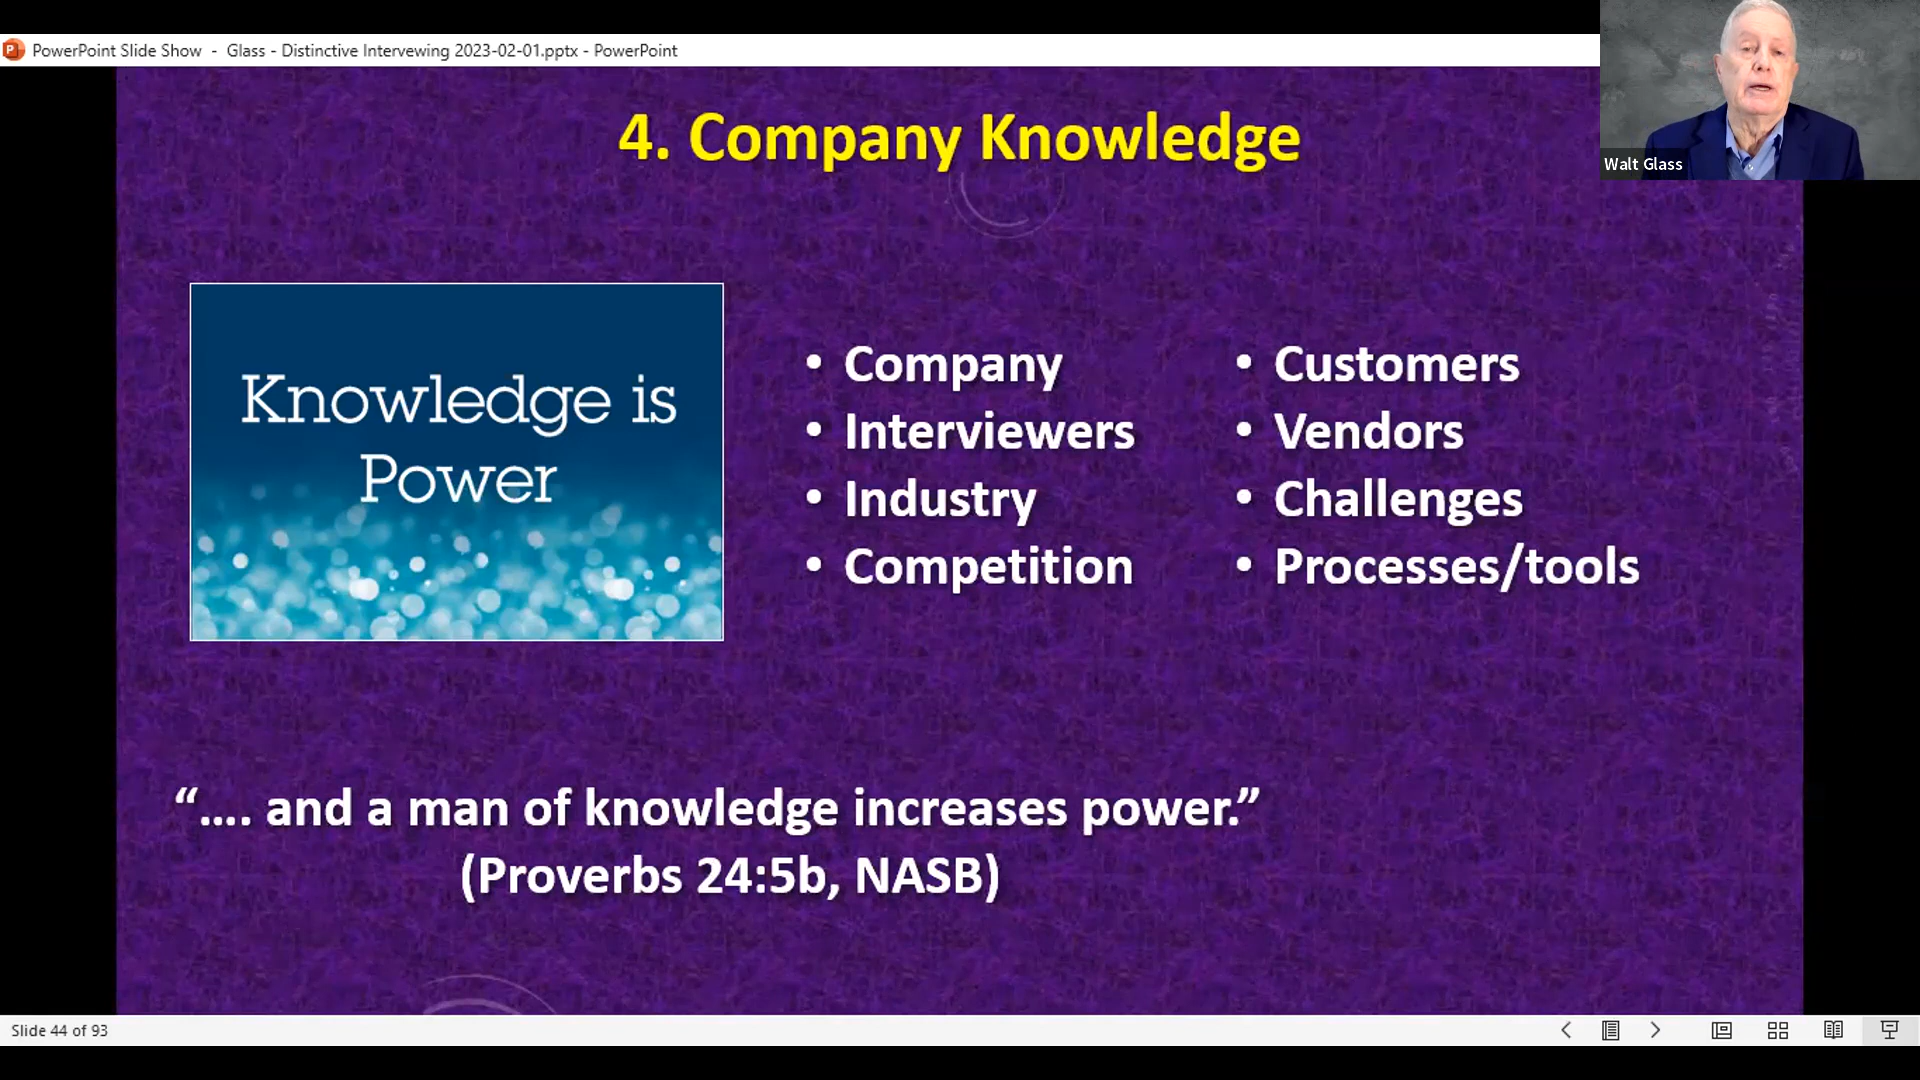 PowerPoint Slide Show - Glass - Distinctive Intervewing 2023-02-01.pptx - PowerPoint
Walt Glass
4. Company Knowledge
Knowledge is
Power
• Company
• Interviewers
• Industry
• Competition
• Customers
• Vendors
• Challenges
• Processes/tools
“.... and a man of knowledge increases power.”
(Proverbs 24:5b, NASB)
Slide 44 of 93